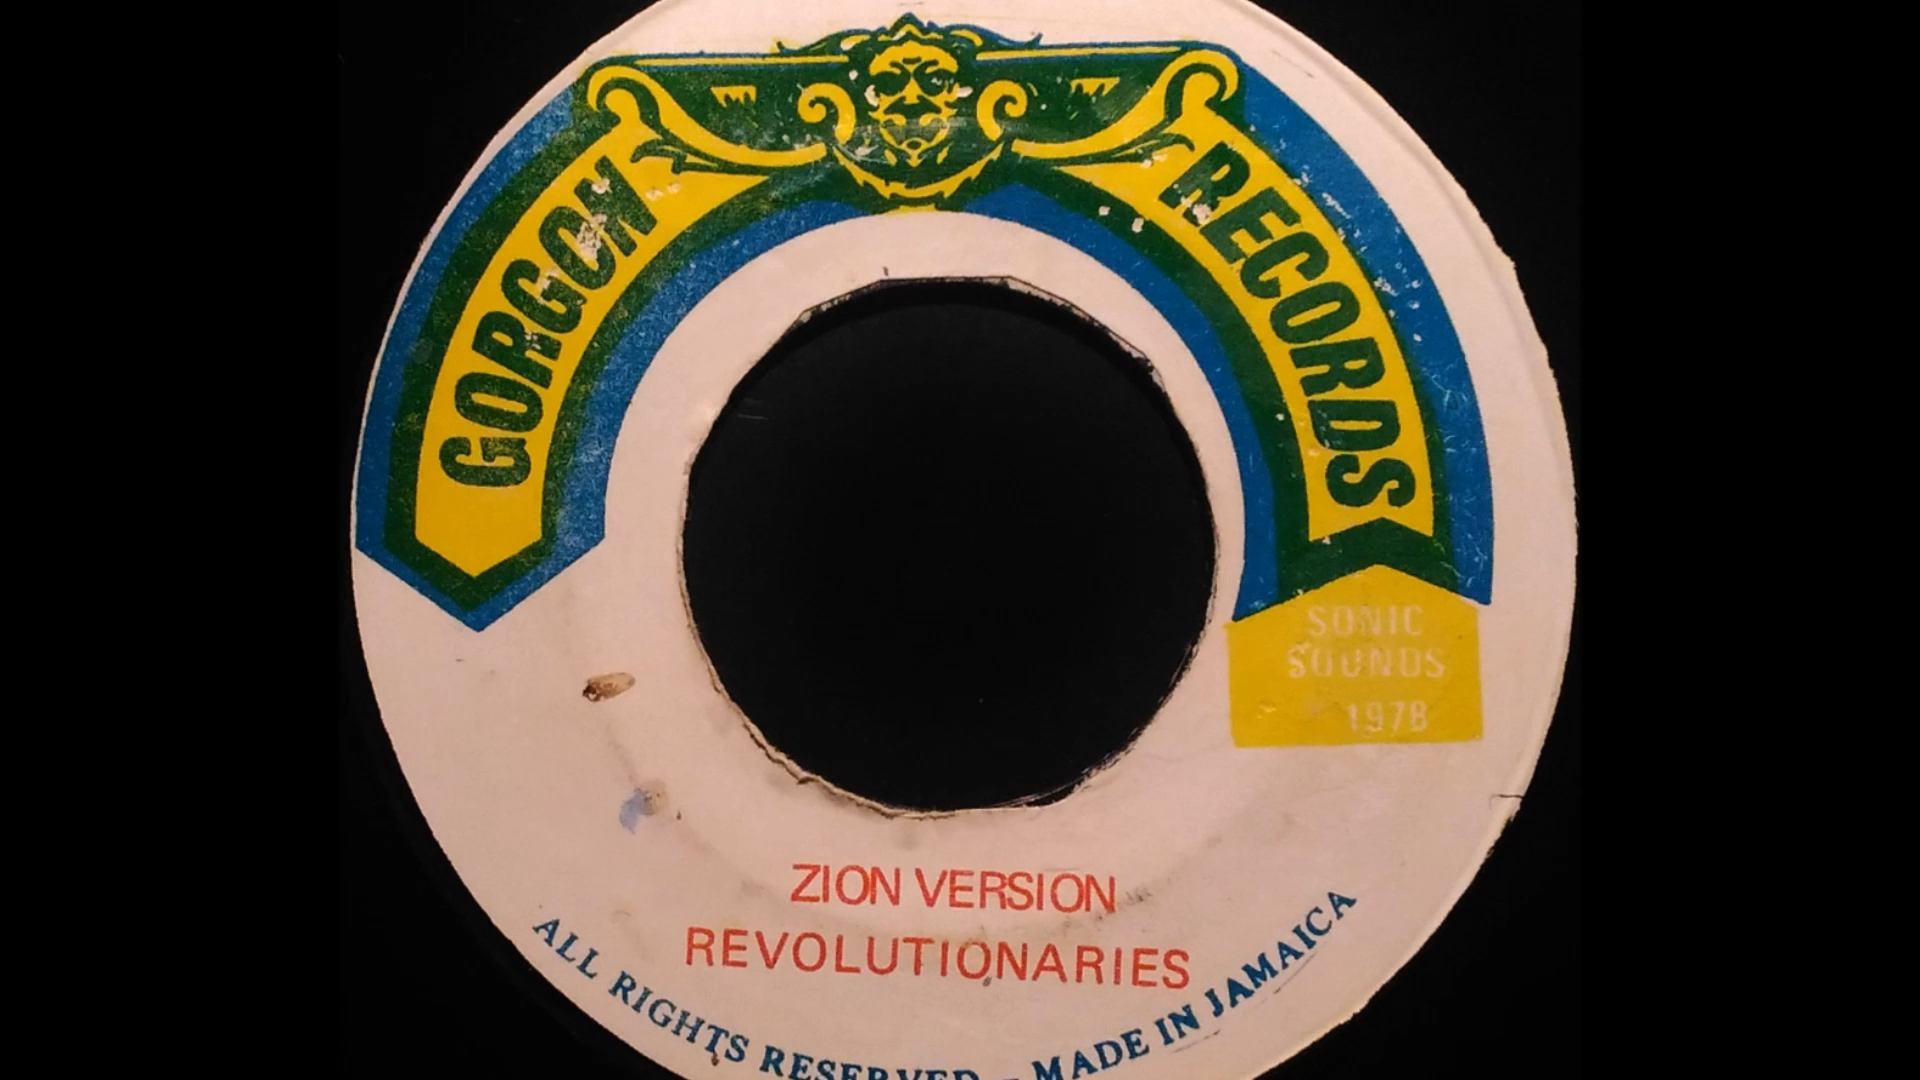 GORGON
RECORDS
SONIC
SOUNDS
1978
ZION VERSION
REVOLUTIONARIES
ALL RIGHTS RESERVED – MADE IN JAMAICA